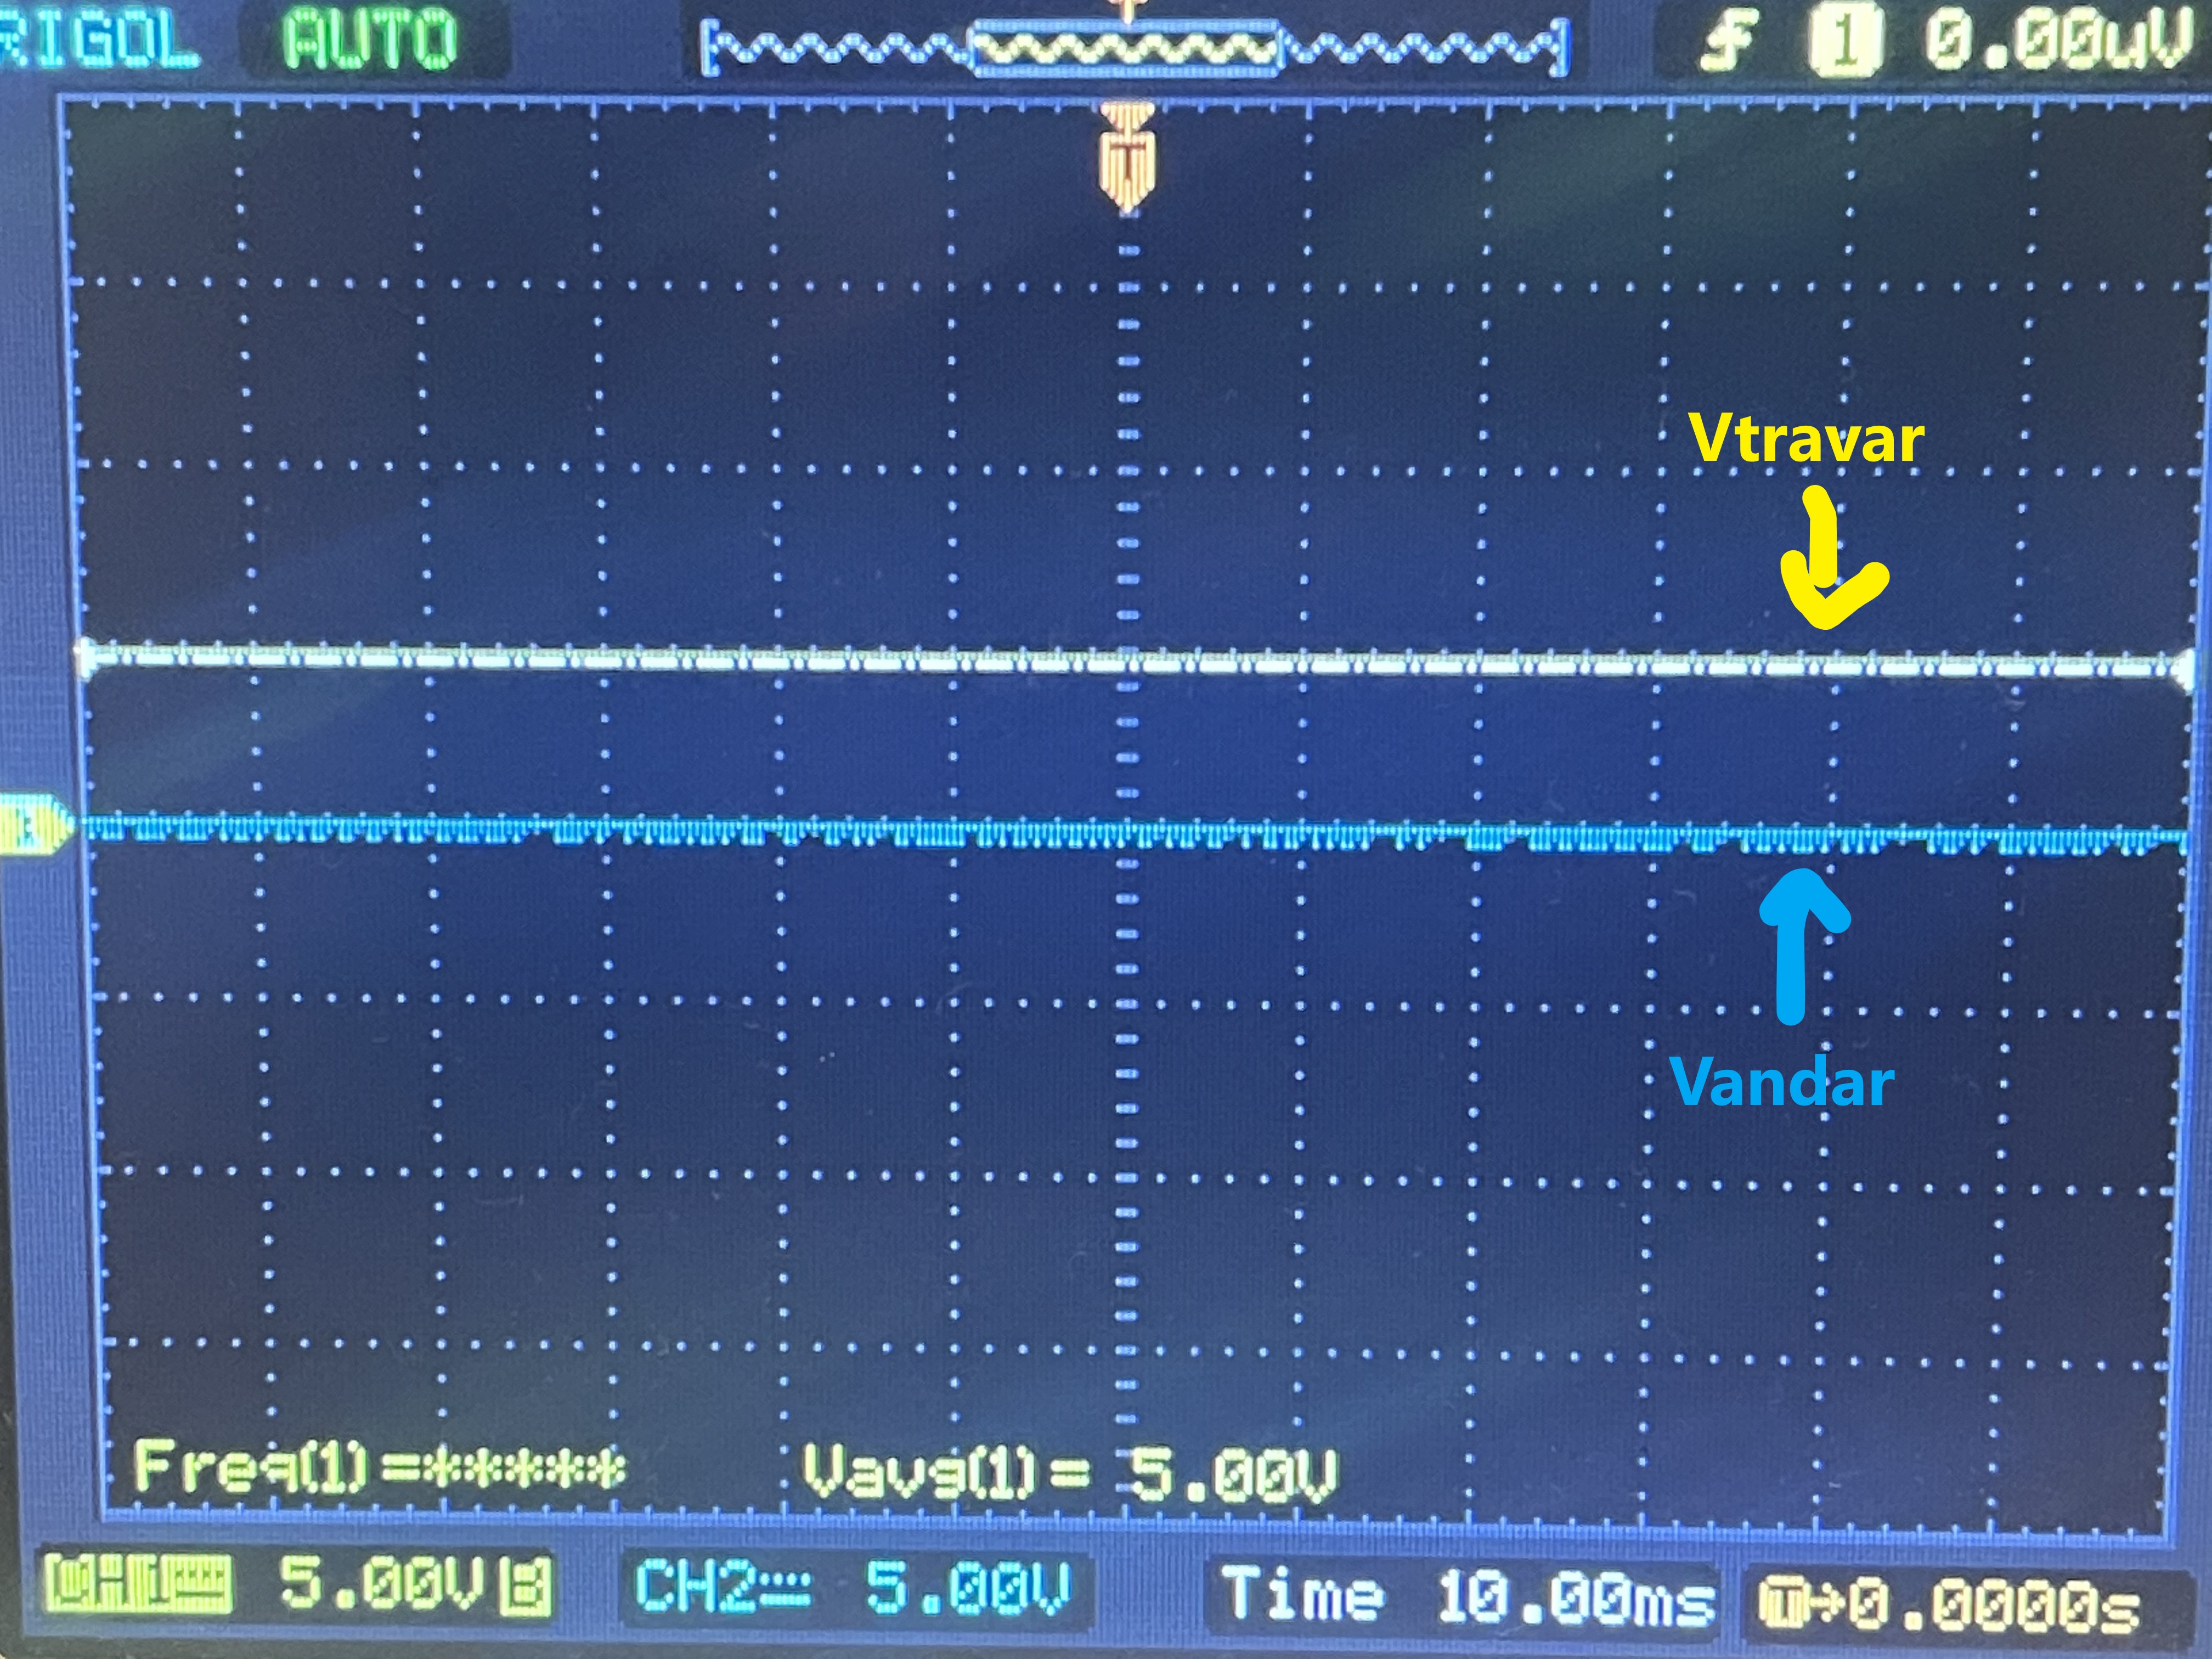 RIGOL AUTO 1 0.00uV
T
Vtravar
Vandar
Freq(1)=***** Vavg(1)= 5.00V
CH1 5.00V B CH2 5.00V Time 10.00ms T→0.0000s